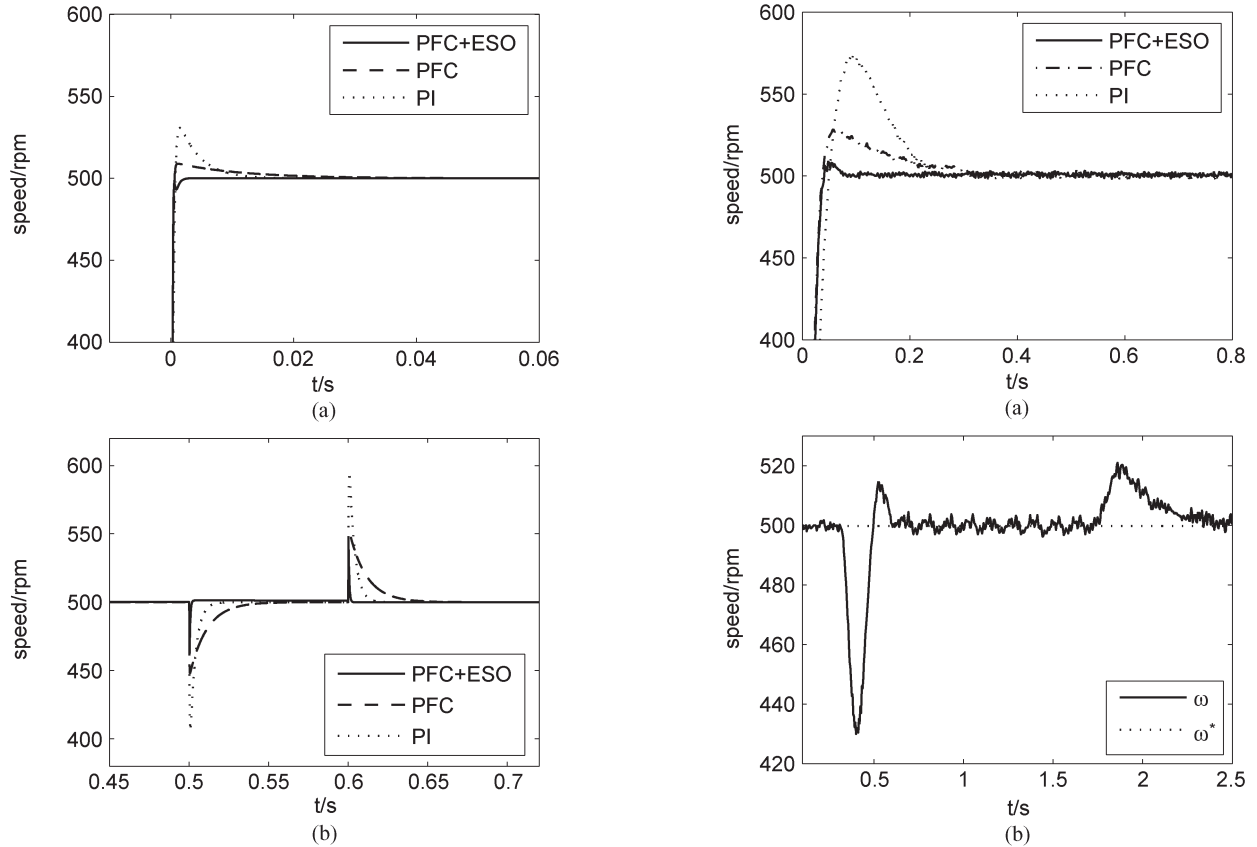 600
550
500
450
400
speed/rpm
PFC+ESO
PFC
PI
0
0.02
0.04
0.06
t/s
(a)
600
550
500
450
400
speed/rpm
PFC+ESO
PFC
PI
0
0.2
0.4
0.6
0.8
t/s
(a)
600
550
500
450
400
speed/rpm
PFC+ESO
PFC
PI
0.45
0.5
0.55
0.6
0.65
0.7
t/s
(b)
520
500
480
460
440
420
speed/rpm
ω
ω*
0.5
1
1.5
2
2.5
t/s
(b)